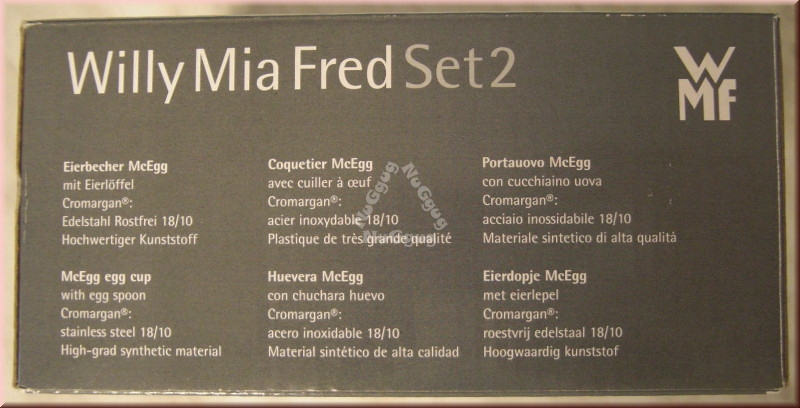 Willy Mia Fred Set2
WMF
Eierbecher McEgg
mit Eierlöffel
Cromargan®:
Edelstahl Rostfrei 18/10
Hochwertiger Kunststoff
Coquetier McEgg
avec cuiller à œuf
Cromargan®:
acier inoxydable 18/10
Plastique de très grande qualité
Portauovo McEgg
con cucchiaino uova
Cromargan®:
acciaio inossidabile 18/10
Materiale sintetico di alta qualità
McEgg egg cup
with egg spoon
Cromargan®:
stainless steel 18/10
High-grad synthetic material
Huevera McEgg
con chuchara huevo
Cromargan®:
acero inoxidable 18/10
Material sintético de alta calidad
Eierdopje McEgg
met eierlepel
Cromargan®:
roestvrij edelstaal 18/10
Hoogwaardig kunststof
NuGgug
NuGgug
NuGgug